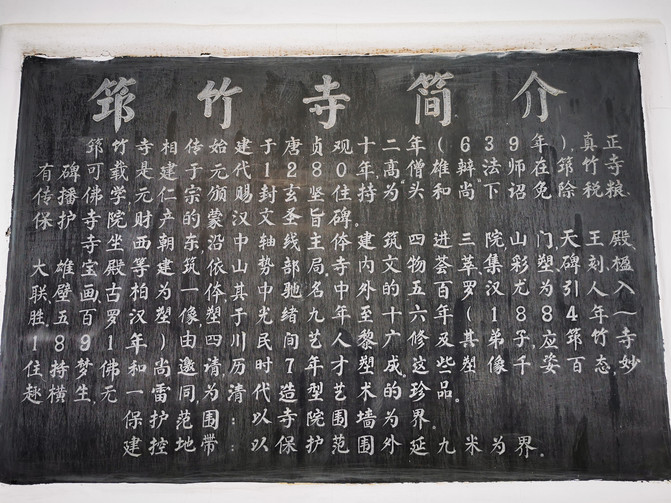 筇竹寺简介
邛竹寺相传始建于唐贞观十二年(639年),真正
有碑可载是建于元代1280年,高僧雄辩法师在筇竹寺
传播佛学元仁宗颁赐封玄坚住持为“头和尚”下诏免除税粮、
保护寺院财产的蒙汉文圣旨碑。
寺坐西朝东,沿中轴线主体建筑四进三院,山门、天王殿、
大雄宝殿等建筑依山势部局,寺内文物荟萃集彩塑、碑刻、楹
联、壁画、古柏为一体,其中驰名中外的五百罗汉尤为引人入
胜,五百罗汉塑像塑于光绪九年至十六年(1884年~
1891年)由四川民间艺人黎广修及其弟子应筇竹寺
住持梦佛和尚邀请,历时7年才塑成,这些塑像千姿百态,妙
趣横生,元一雷同,为清代造型艺术的珍品。
保护范围:以寺院围墙为界。
建控地带:以保护范围外延九米为界。